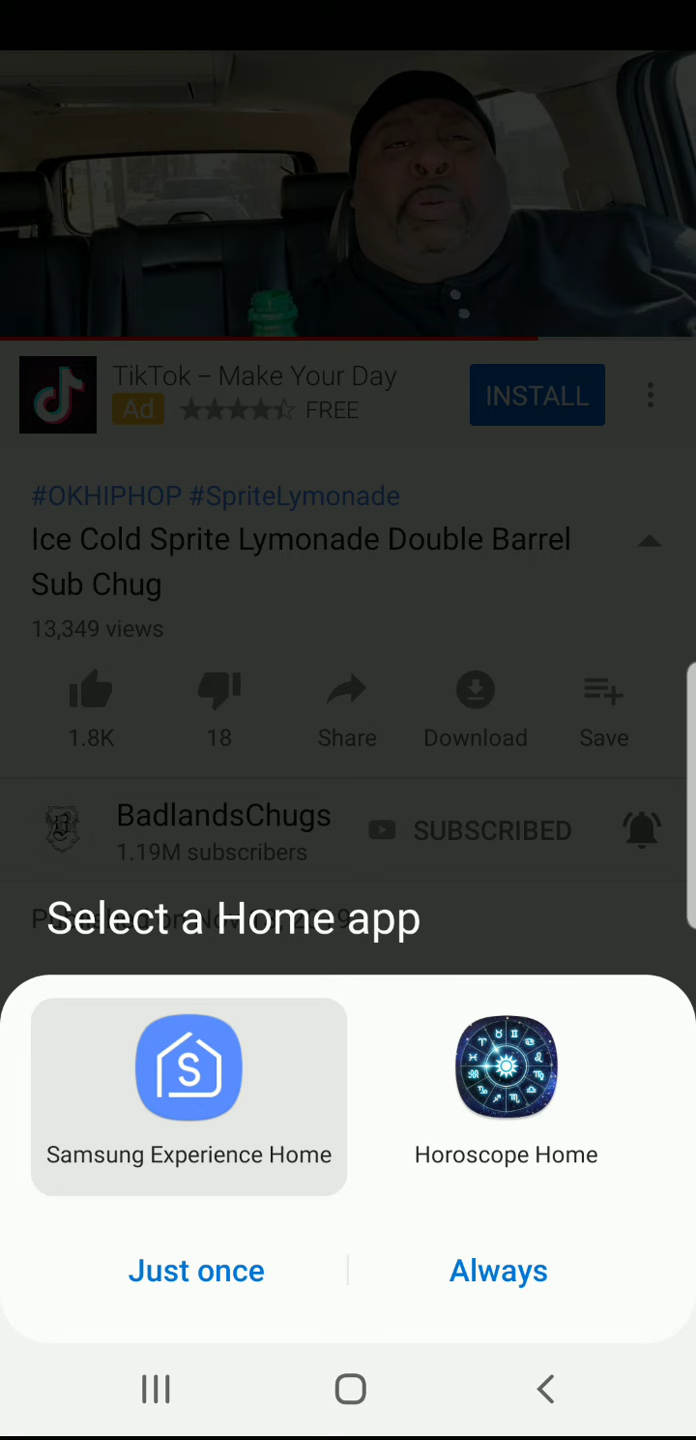 TikTok – Make Your Day
INSTALL
Ad
FREE
#OKHIPHOP #SpriteLymonade
Ice Cold Sprite Lymonade Double Barrel
Sub Chug
13,349 views
1.8K
18
Share
Download
Save
BadlandsChugs
SUBSCRIBED
1.19M subscribers
Select a Home app
S
Samsung Experience Home
Horoscope Home
Just once
Always